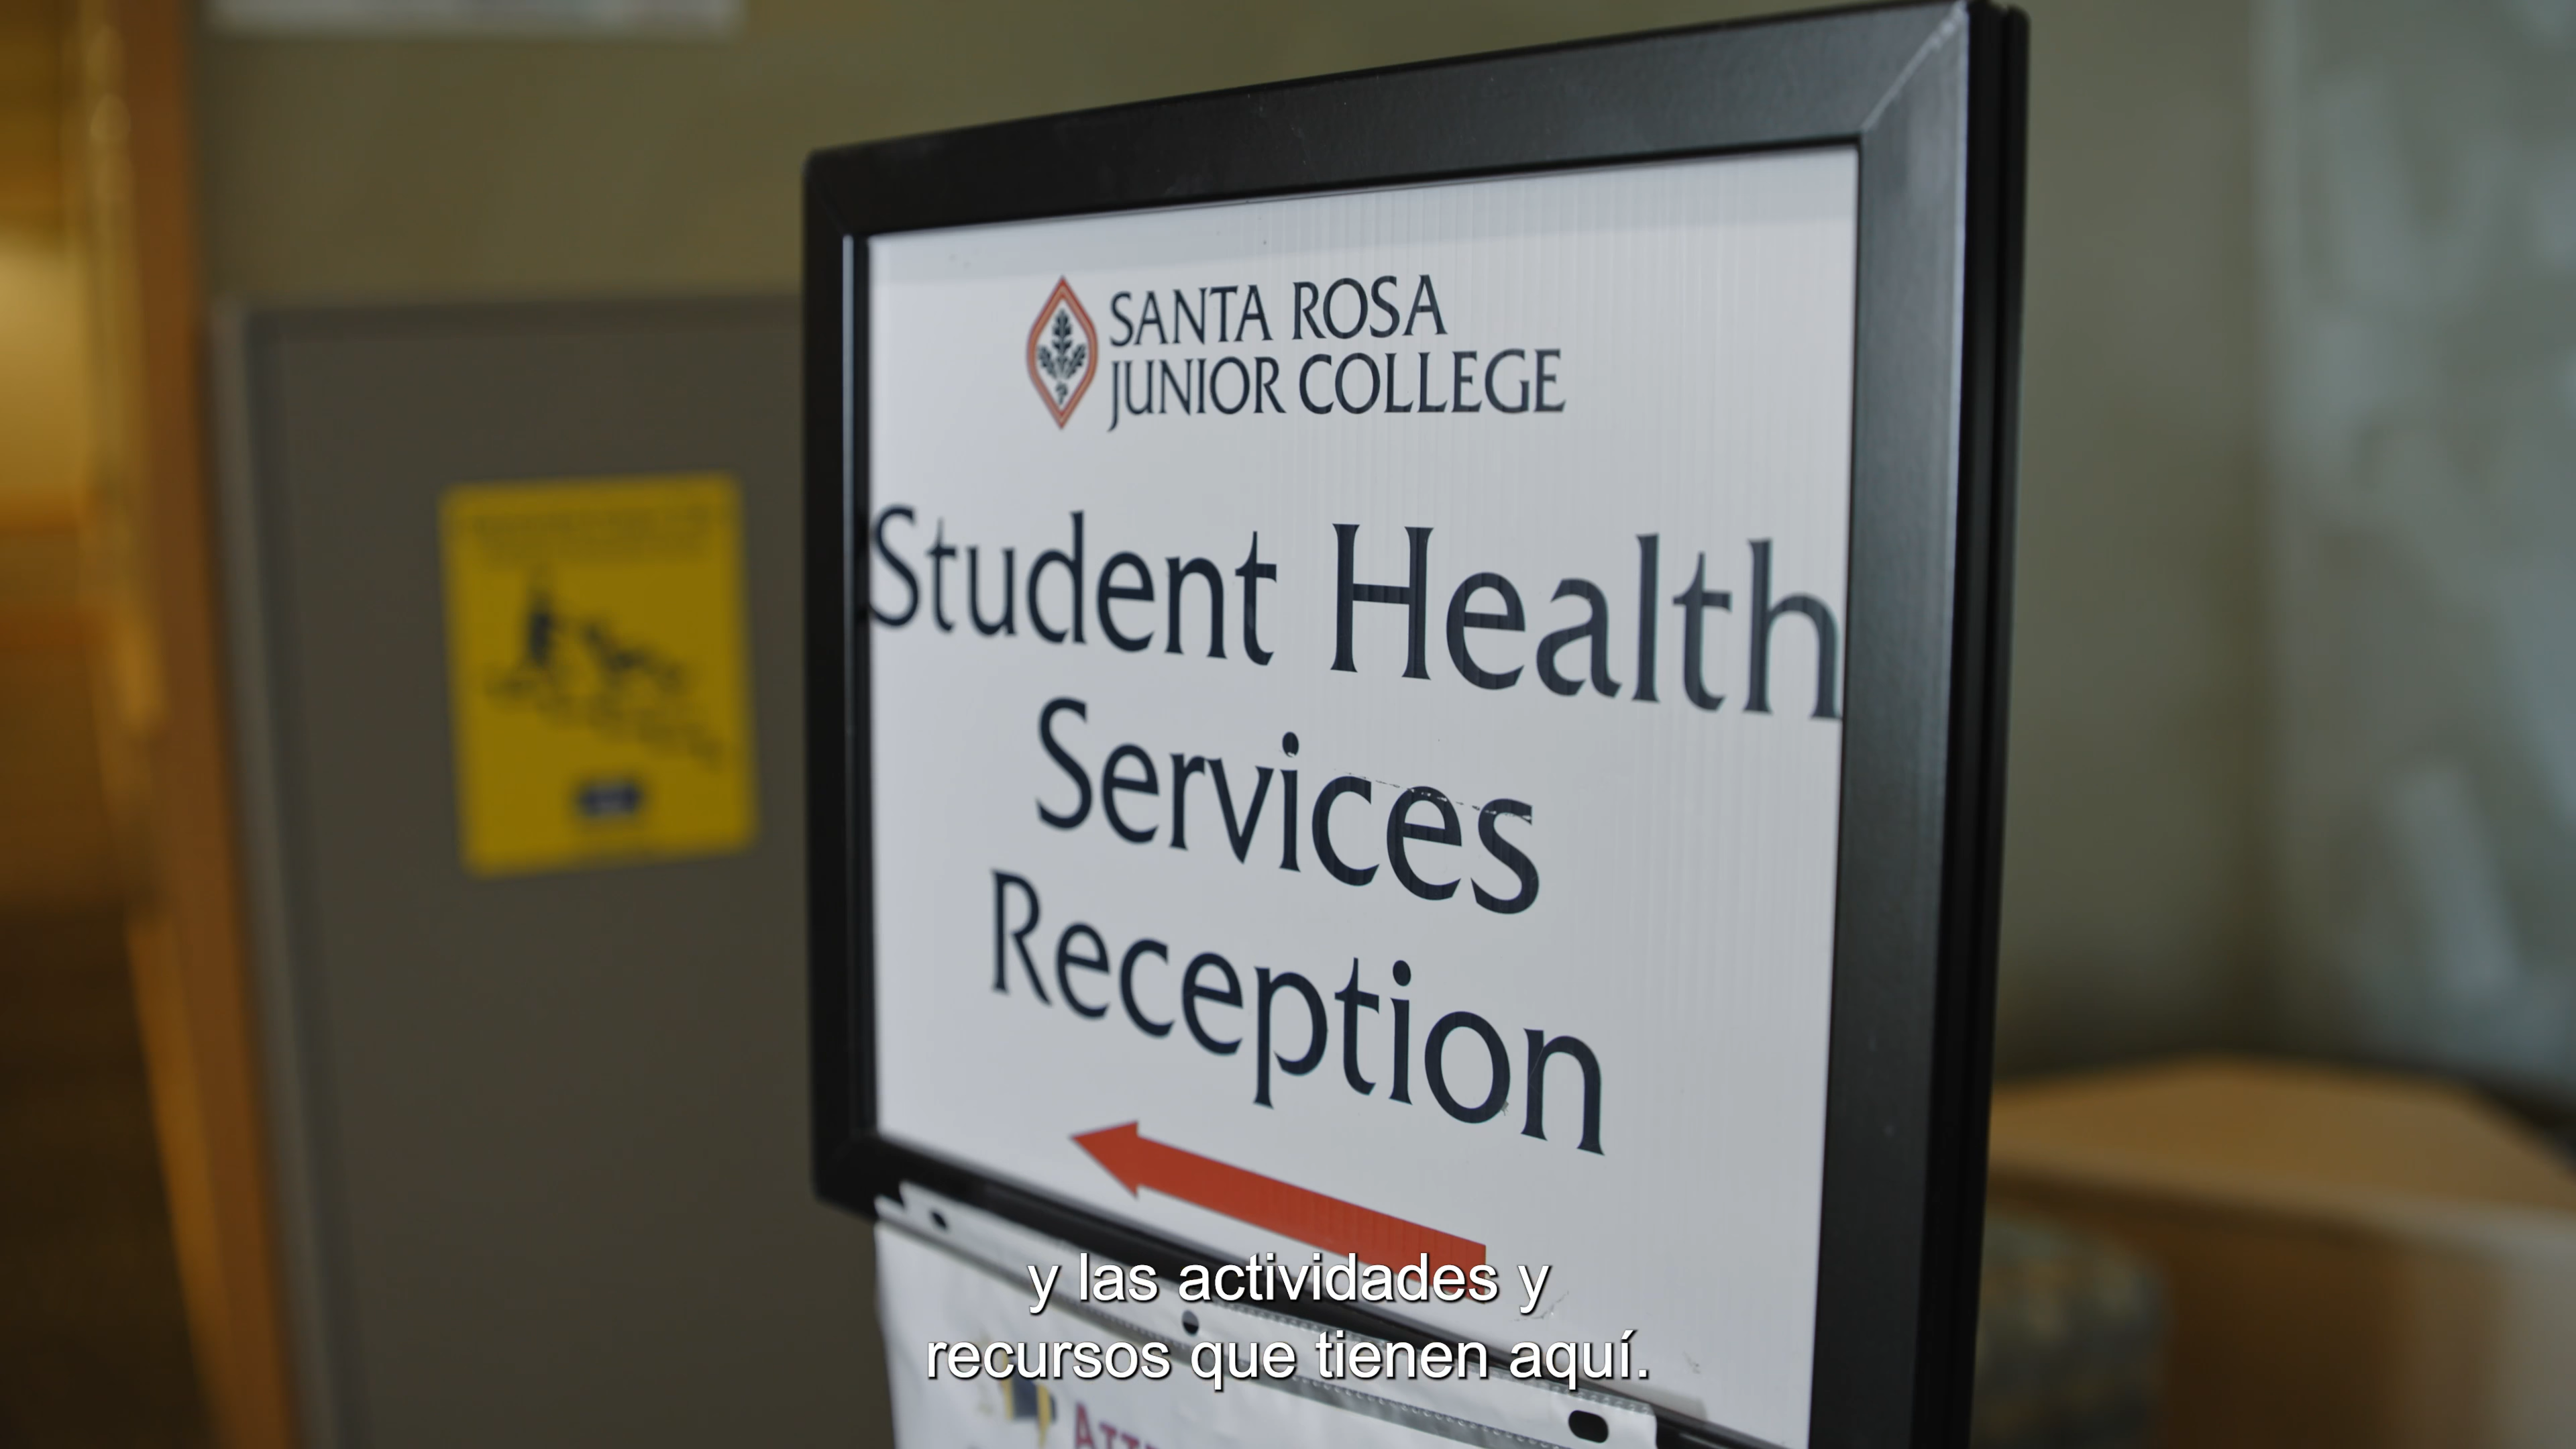 SANTA ROSA
JUNIOR COLLEGE
Student Health
Services
Reception
y las actividades y
recursos que tienen aquí.